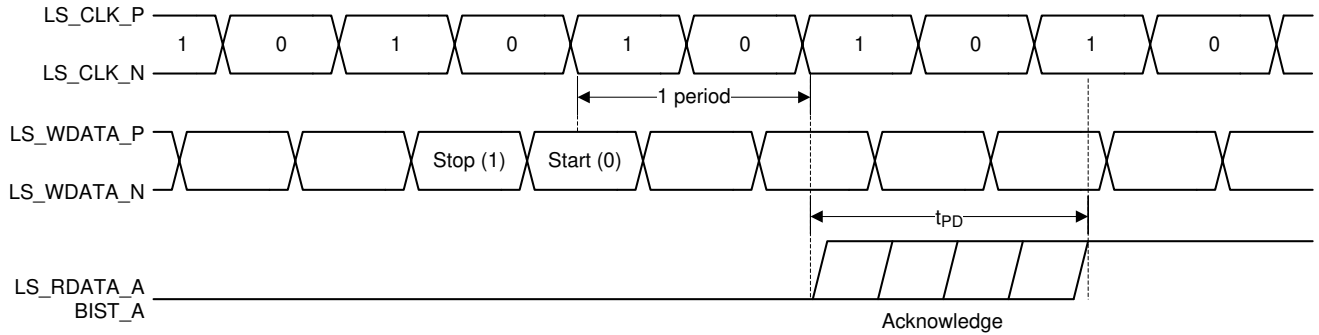 LS_CLK_P
1 0 1 0 1 0 1 0 1 0
LS_CLK_N
1 period
LS_WDATA_P
Stop (1) Start (0)
LS_WDATA_N
tPD
LS_RDATA_A
BIST_A
Acknowledge